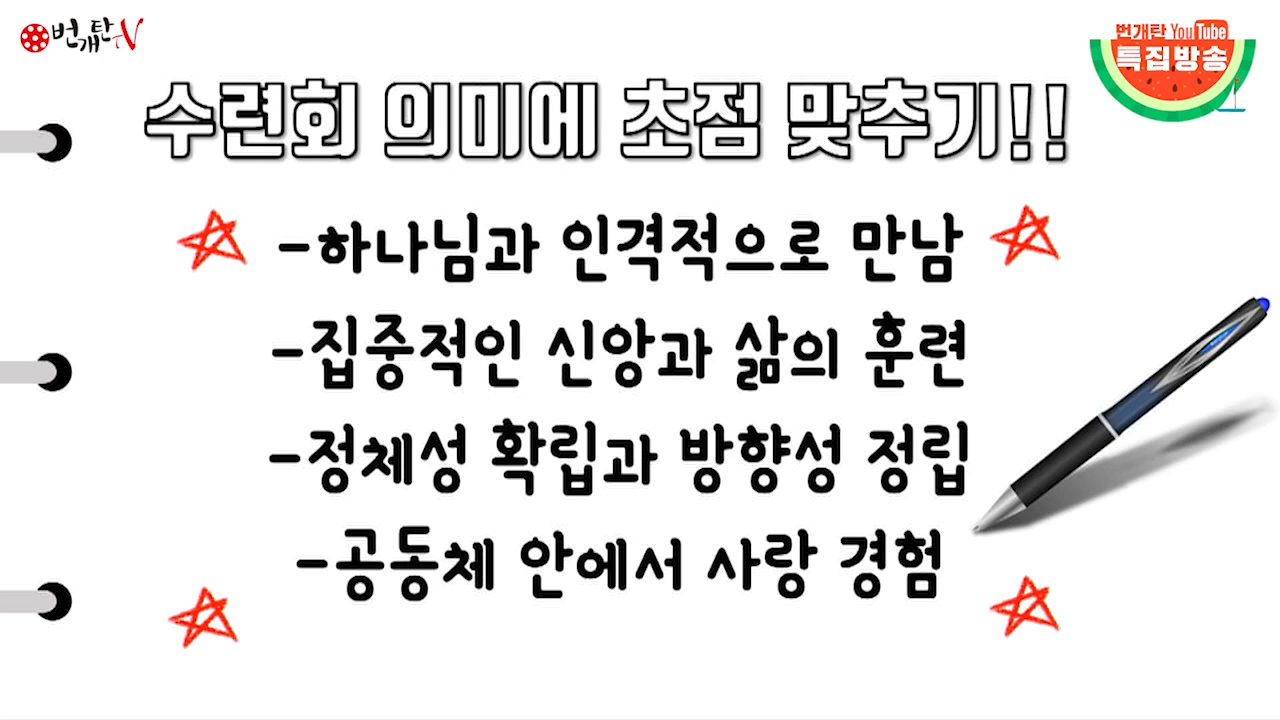 번개탄TV
번개탄 YouTube
특집방송
수련회 의미에 초점 맞추기!!
-하나님과 인격적으로 만남
-집중적인 신앙과 삶의 훈련
-정체성 확립과 방향성 정립
-공동체 안에서 사랑 경험